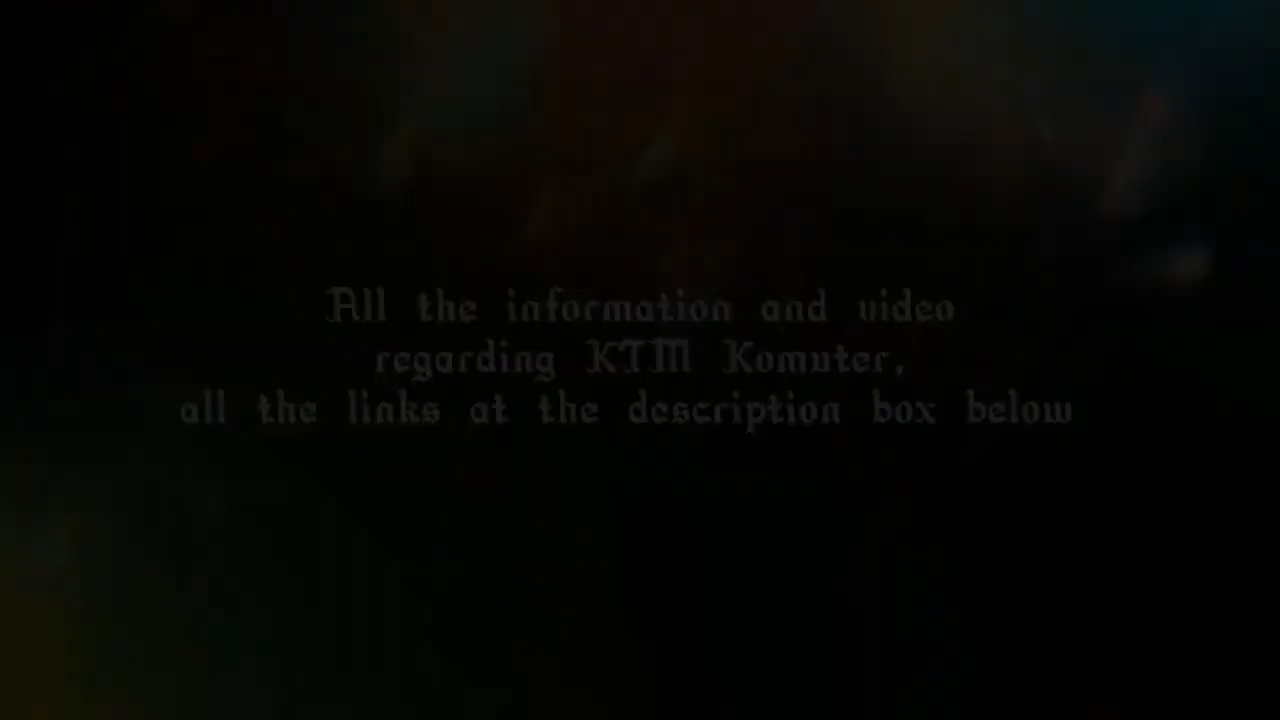 All the information and video
regarding KTM Komuter,
all the links at the description box below